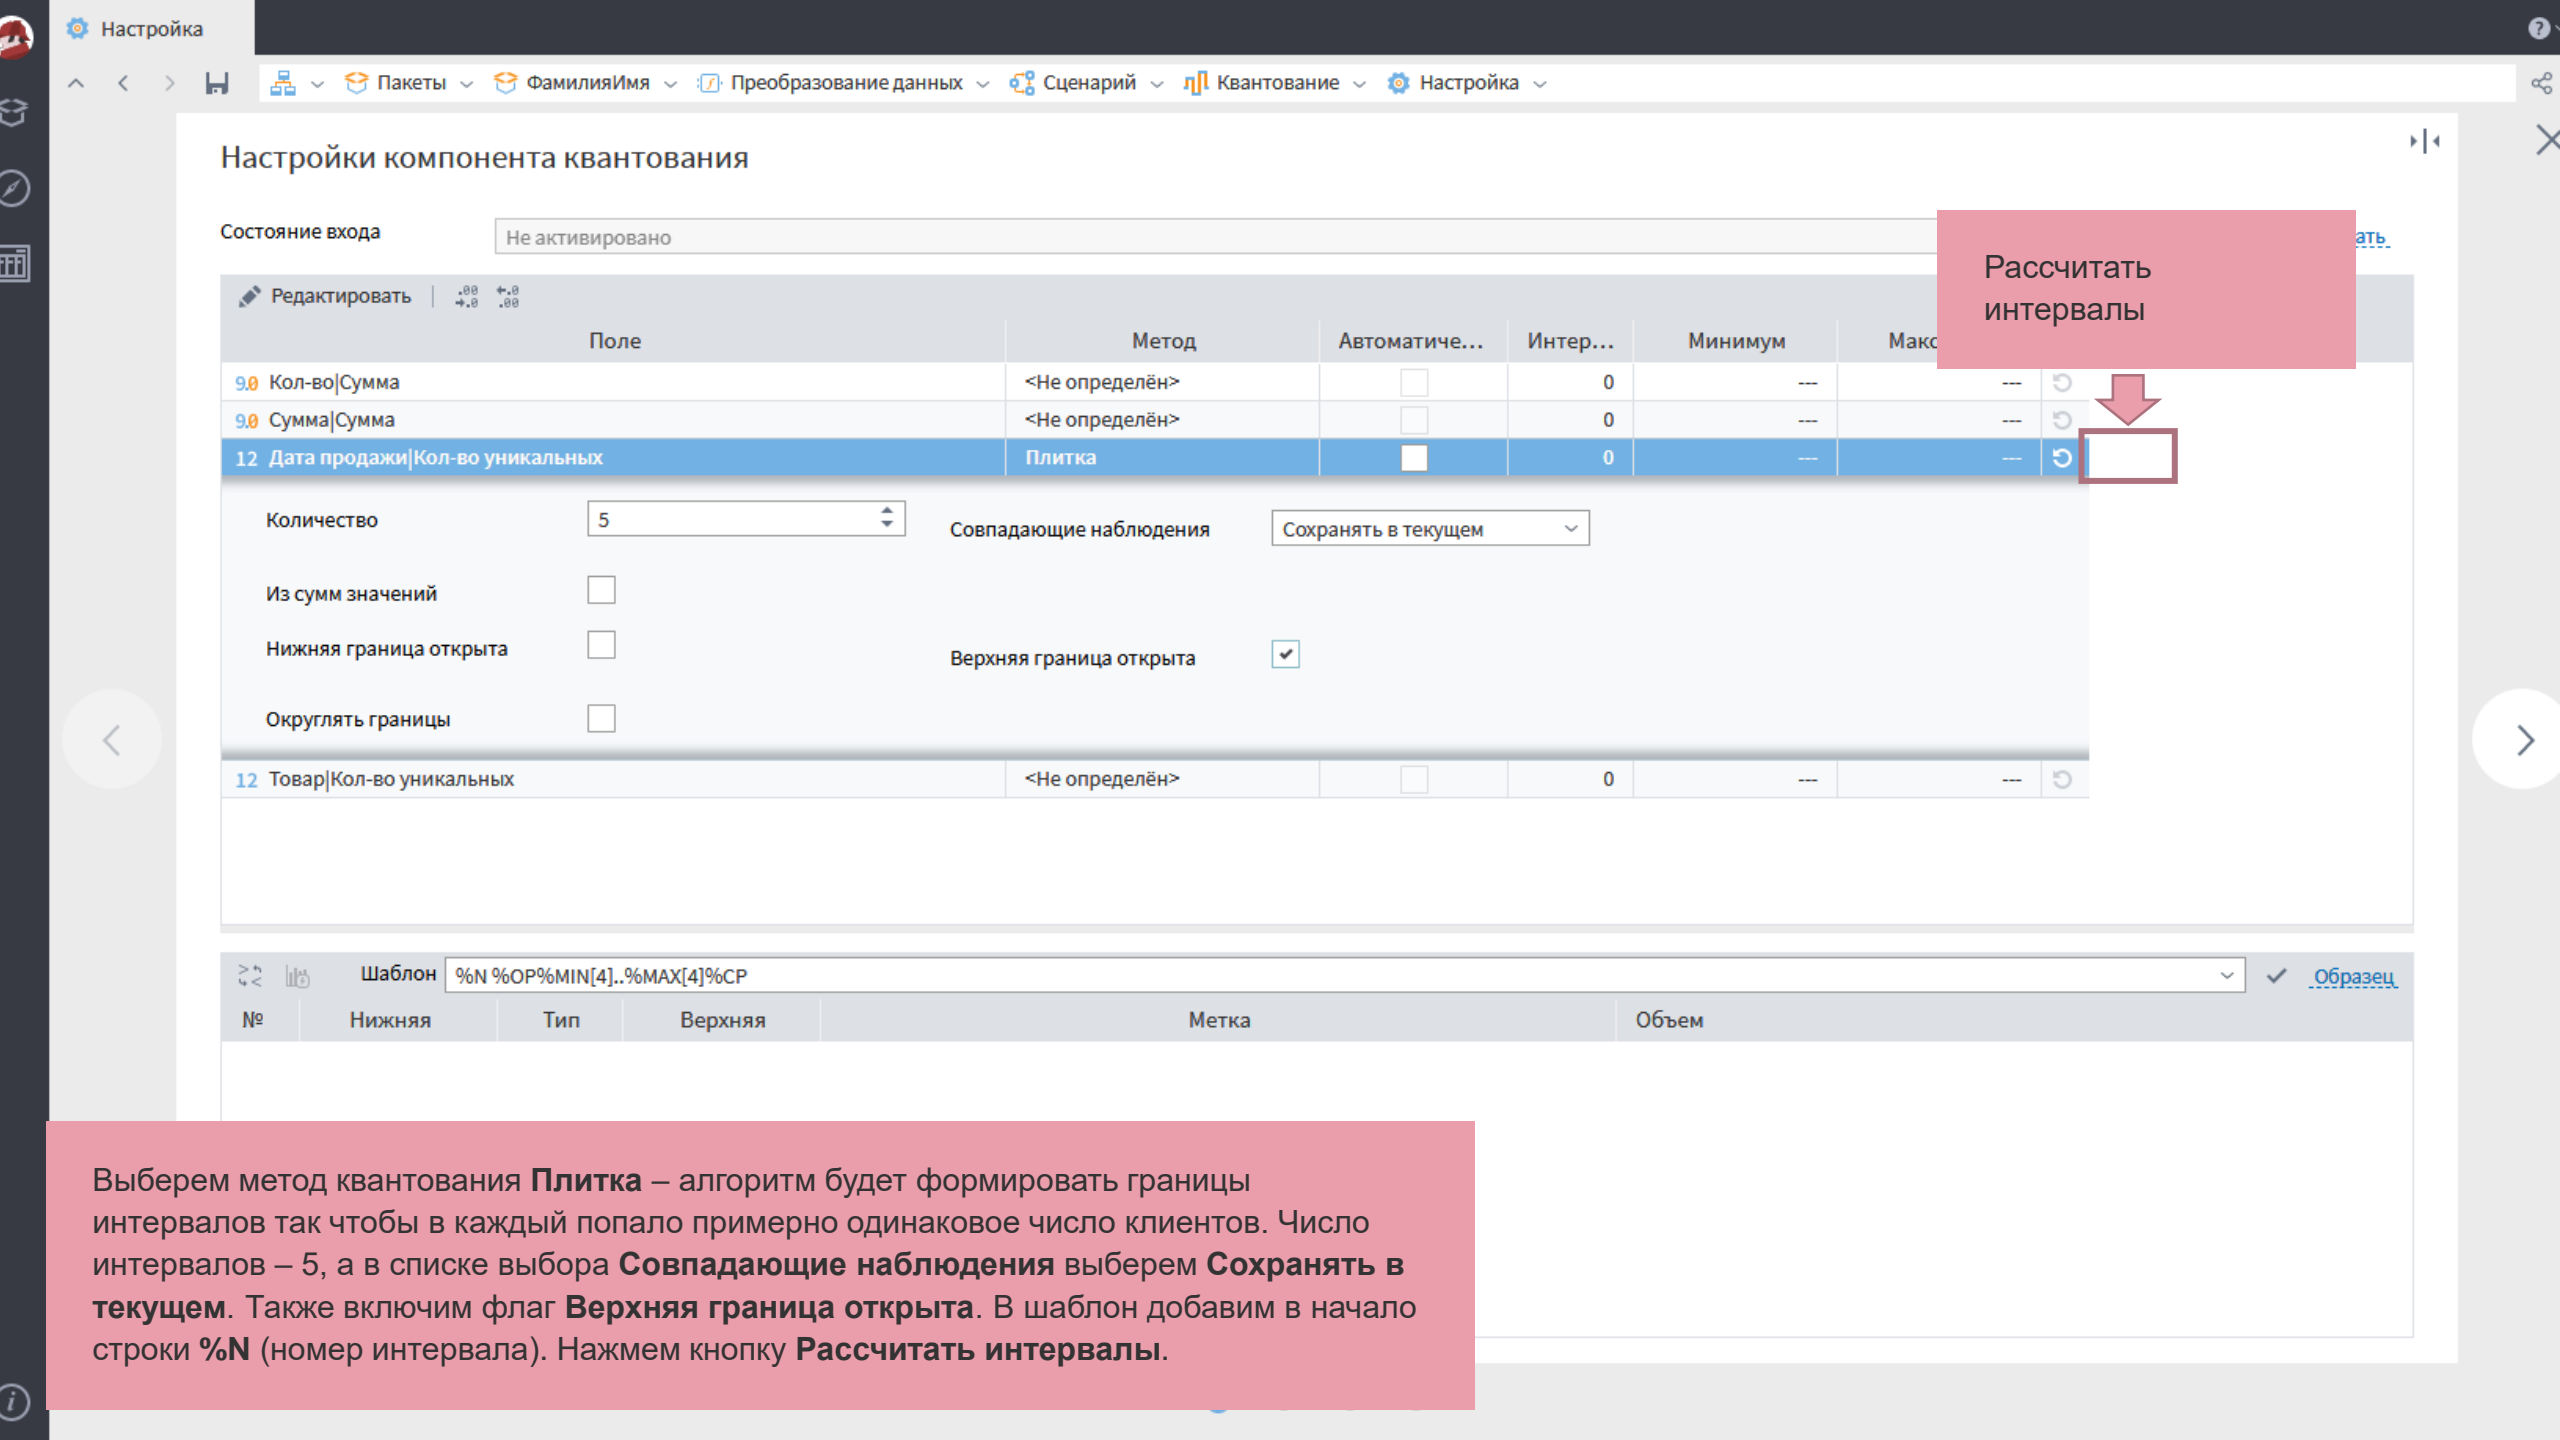 Настройка
Пакеты
ФамилияИмя
Преобразование данных
Сценарий
Квантование
Настройка
Настройки компонента квантования
Состояние входа
Не активировано
ать
Рассчитать
интервалы
Редактировать
Поле
Метод
Автоматиче...
Интер...
Минимум
Макс
9.0 Кол-во|Сумма <Не определён> 0 --- ---
9.0 Сумма|Сумма <Не определён> 0 --- ---
12 Дата продажи|Кол-во уникальных Плитка 0 --- ---
Количество 5 Совпадающие наблюдения Сохранять в текущем
Из сумм значений
Нижняя граница открыта Верхняя граница открыта
Округлять границы
12 Товар|Кол-во уникальных <Не определён> 0 --- ---
Шаблон %N %OP%MIN[4]..%MAX[4]%CP Образец
№ Нижняя Тип Верхняя Метка Объем
Выберем метод квантования Плитка – алгоритм будет формировать границы
интервалов так чтобы в каждый попало примерно одинаковое число клиентов. Число
интервалов – 5, а в списке выбора Совпадающие наблюдения выберем Сохранять в
текущем. Также включим флаг Верхняя граница открыта. В шаблон добавим в начало
строки %N (номер интервала). Нажмем кнопку Рассчитать интервалы.